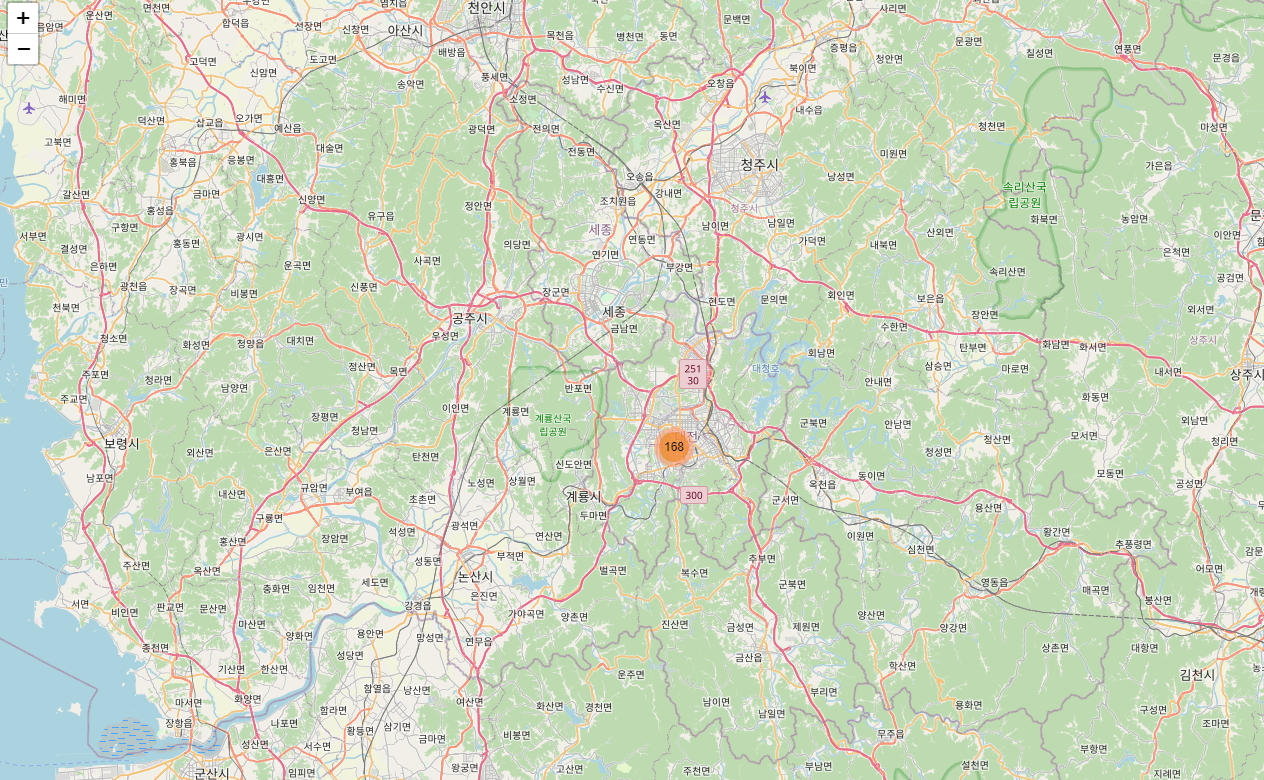 +
−
운산면
면천면
합덕읍
선장면
신창면
아산시
염치읍
천안시
목천읍
병천면
동면
문백면
사리면
증평읍
문광면
칠성면
연풍면
문경읍
고덕면
신암면
도고면
송악면
배방읍
풍세면
성남면
수신면
오창읍
북이면
청안면
해미면
덕산면
삽교읍
오가면
예산읍
소정면
광덕면
전의면
옥산면
내수읍
청천면
마성면
고북면
홍북읍
응봉면
대술면
전동면
오송읍
청주시
미원면
가은읍
갈산면
금마면
대흥면
신양면
유구읍
정안면
조치원읍
강내면
청주시
낭성면
속리산국
립공원
화북면
농암면
홍성읍
구항면
서부면
결성면
홍동면
광시면
의당면
세종
연동면
연기면
남이면
남일면
가덕면
내북면
산외면
이안면
은척면
은하면
광천읍
장곡면
운곡면
비봉면
신풍면
사곡면
장군면
부강면
현도면
문의면
회인면
보은읍
속리산면
공검면
천북면
청소면
화성면
청양읍
대치면
공주시
우성면
세종
금남면
수한면
장안면
외서면
상주시
주포면
청라면
남양면
정산면
목면
반포면
251
30
대청호
회남면
안내면
삼승면
탄부면
마로면
화남면
화서면
내서면
상주시
주교면
보령시
장평면
청남면
이인면
계룡면
계룡산국
립공원
군북면
안남면
화동면
외남면
청리면
외산면
은산면
탄천면
신도안면
168
청산면
청성면
모서면
모동면
남포면
내산면
규암면
부여읍
초촌면
노성면
상월면
계룡시
두마면
300
군서면
옥천읍
동이면
용산면
공성면
구룡면
홍산면
장암면
석성면
광석면
연산면
이원면
심천면
황간면
추풍령면
주산면
옥산면
충화면
임천면
세도면
성동면
부적면
논산시
은진면
벌곡면
복수면
추부면
군북면
영동읍
매곡면
어모면
봉산면
서면
비인면
판교면
문산면
마산면
강경읍
가야곡면
양촌면
진산면
금성면
제원면
양산면
양강면
종천면
양화면
용안면
망성면
연무읍
성당면
기산면
한산면
금산읍
학산면
상촌면
대항면
김천시
마서면
화양면
함열읍
낭산면
여산면
운주면
남이면
부리면
장항읍
나포면
함라면
황등면
삼기면
화산면
경천면
남일면
용화면
구성면
조마면
성산면
서수면
금마면
비봉면
무주읍
부항면
군산시
임피면
왕궁면
고산면
주천면
부남면
설천면
지례면